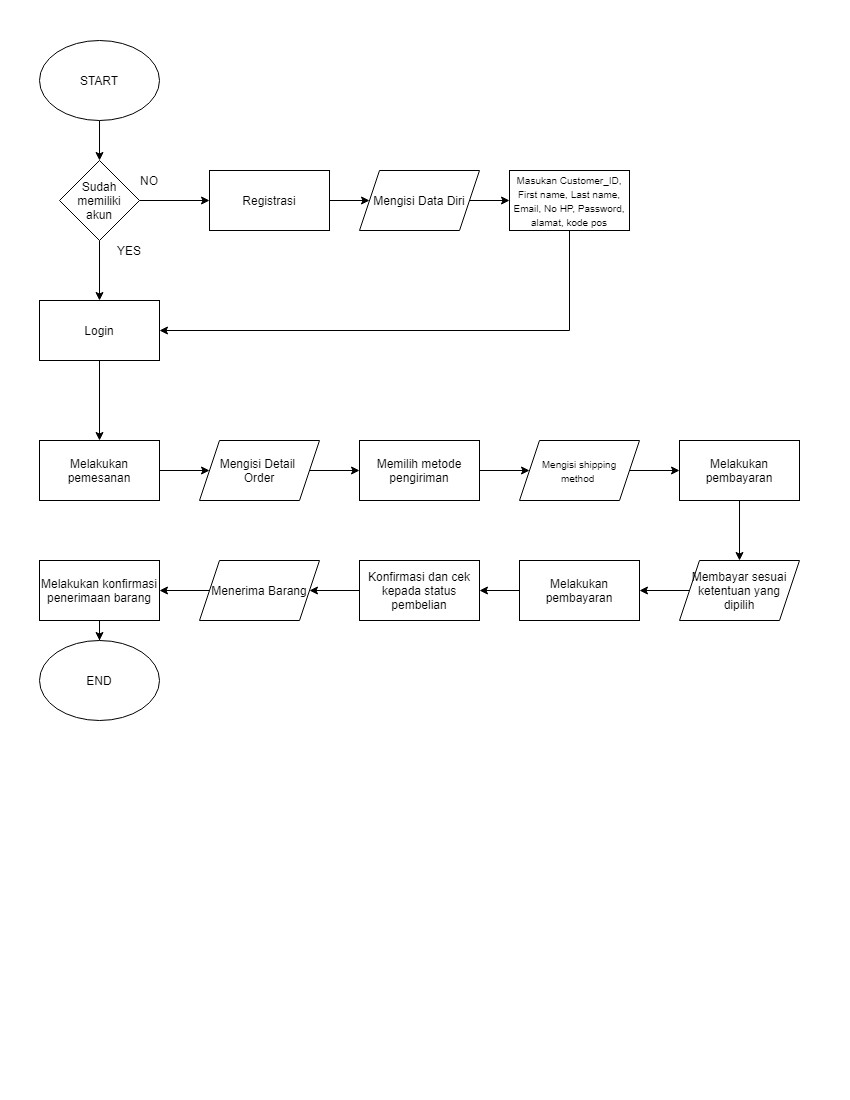 START
Sudah
memiliki
akun
NO
Registrasi
Mengisi Data Diri
Masukan Customer_ID,
First name, Last name,
Email, No HP, Password,
alamat, kode pos
YES
Login
Melakukan
pemesanan
Mengisi Detail
Order
Memilih metode
pengiriman
Mengisi shipping
method
Melakukan
pembayaran
Melakukan konfirmasi
penerimaan barang
Menerima Barang
Konfirmasi dan cek
kepada status
pembelian
Melakukan
pembayaran
Membayar sesuai
ketentuan yang
dipilih
END